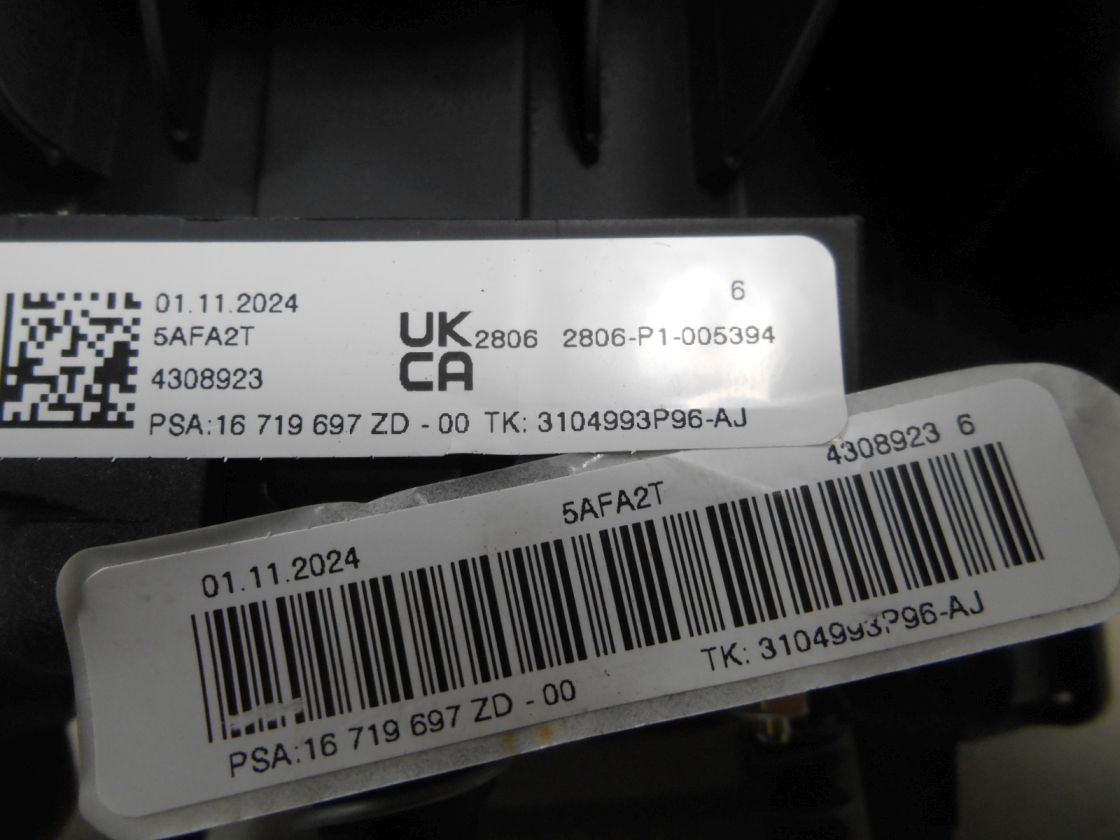 01.11.2024
6
5AFA2T
UK
CA
2806
2806-P1-005394
4308923
PSA:16 719 697 ZD - 00 TK: 3104993P96-AJ
01.11.2024
5AFA2T
4308923 6
PSA:16 719 697 ZD - 00
TK: 3104993P96-AJ